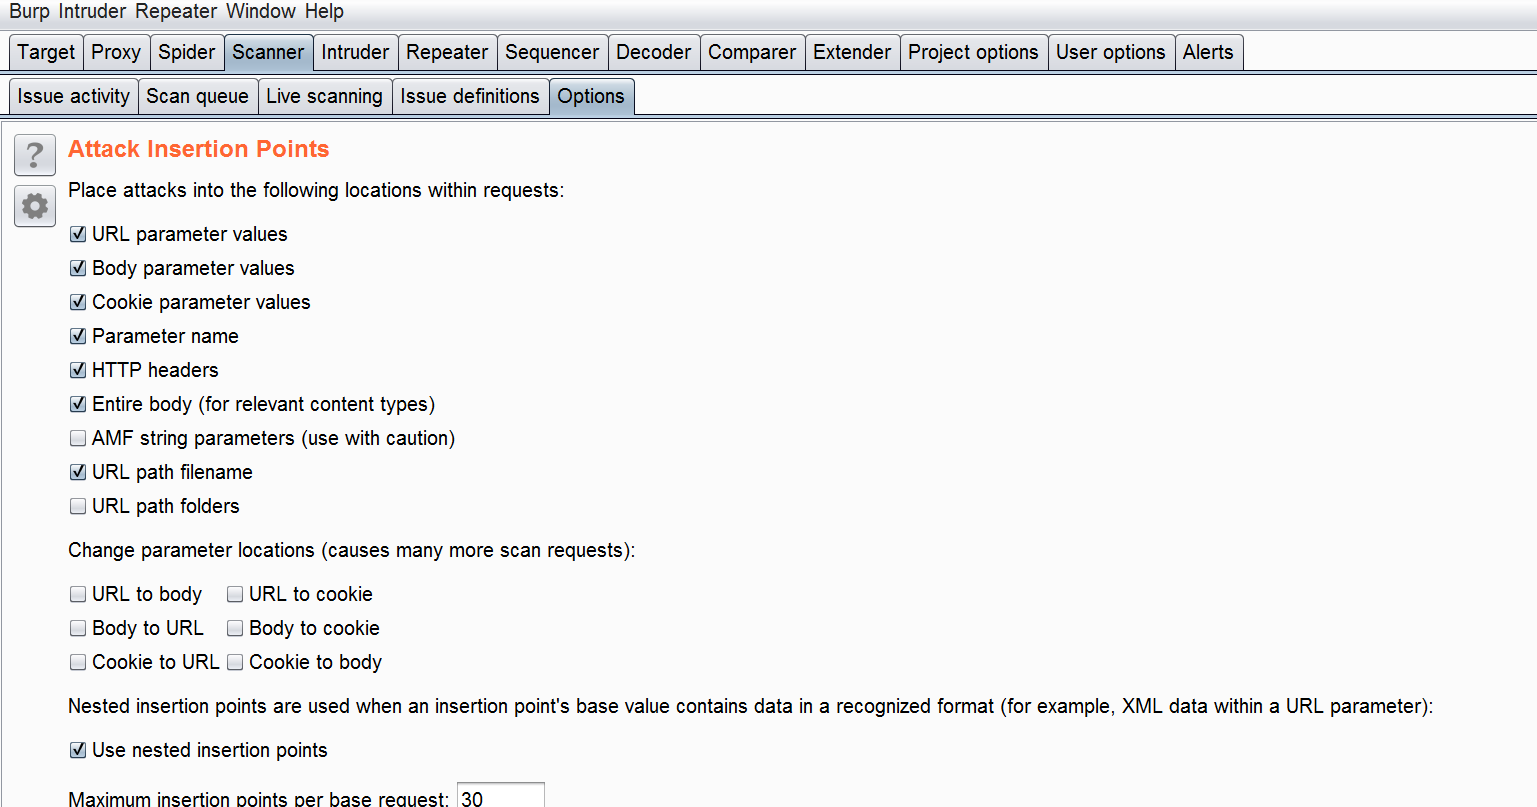 Burp Intruder Repeater Window Help
Target Proxy Spider Scanner Intruder Repeater Sequencer Decoder Comparer Extender Project options User options Alerts
Issue activity Scan queue Live scanning Issue definitions Options
? Attack Insertion Points
Place attacks into the following locations within requests:
URL parameter values
Body parameter values
Cookie parameter values
Parameter name
HTTP headers
Entire body (for relevant content types)
AMF string parameters (use with caution)
URL path filename
URL path folders
Change parameter locations (causes many more scan requests):
URL to body URL to cookie
Body to URL Body to cookie
Cookie to URL Cookie to body
Nested insertion points are used when an insertion point's base value contains data in a recognized format (for example, XML data within a URL parameter):
Use nested insertion points
Maximum insertion points per base request: 30